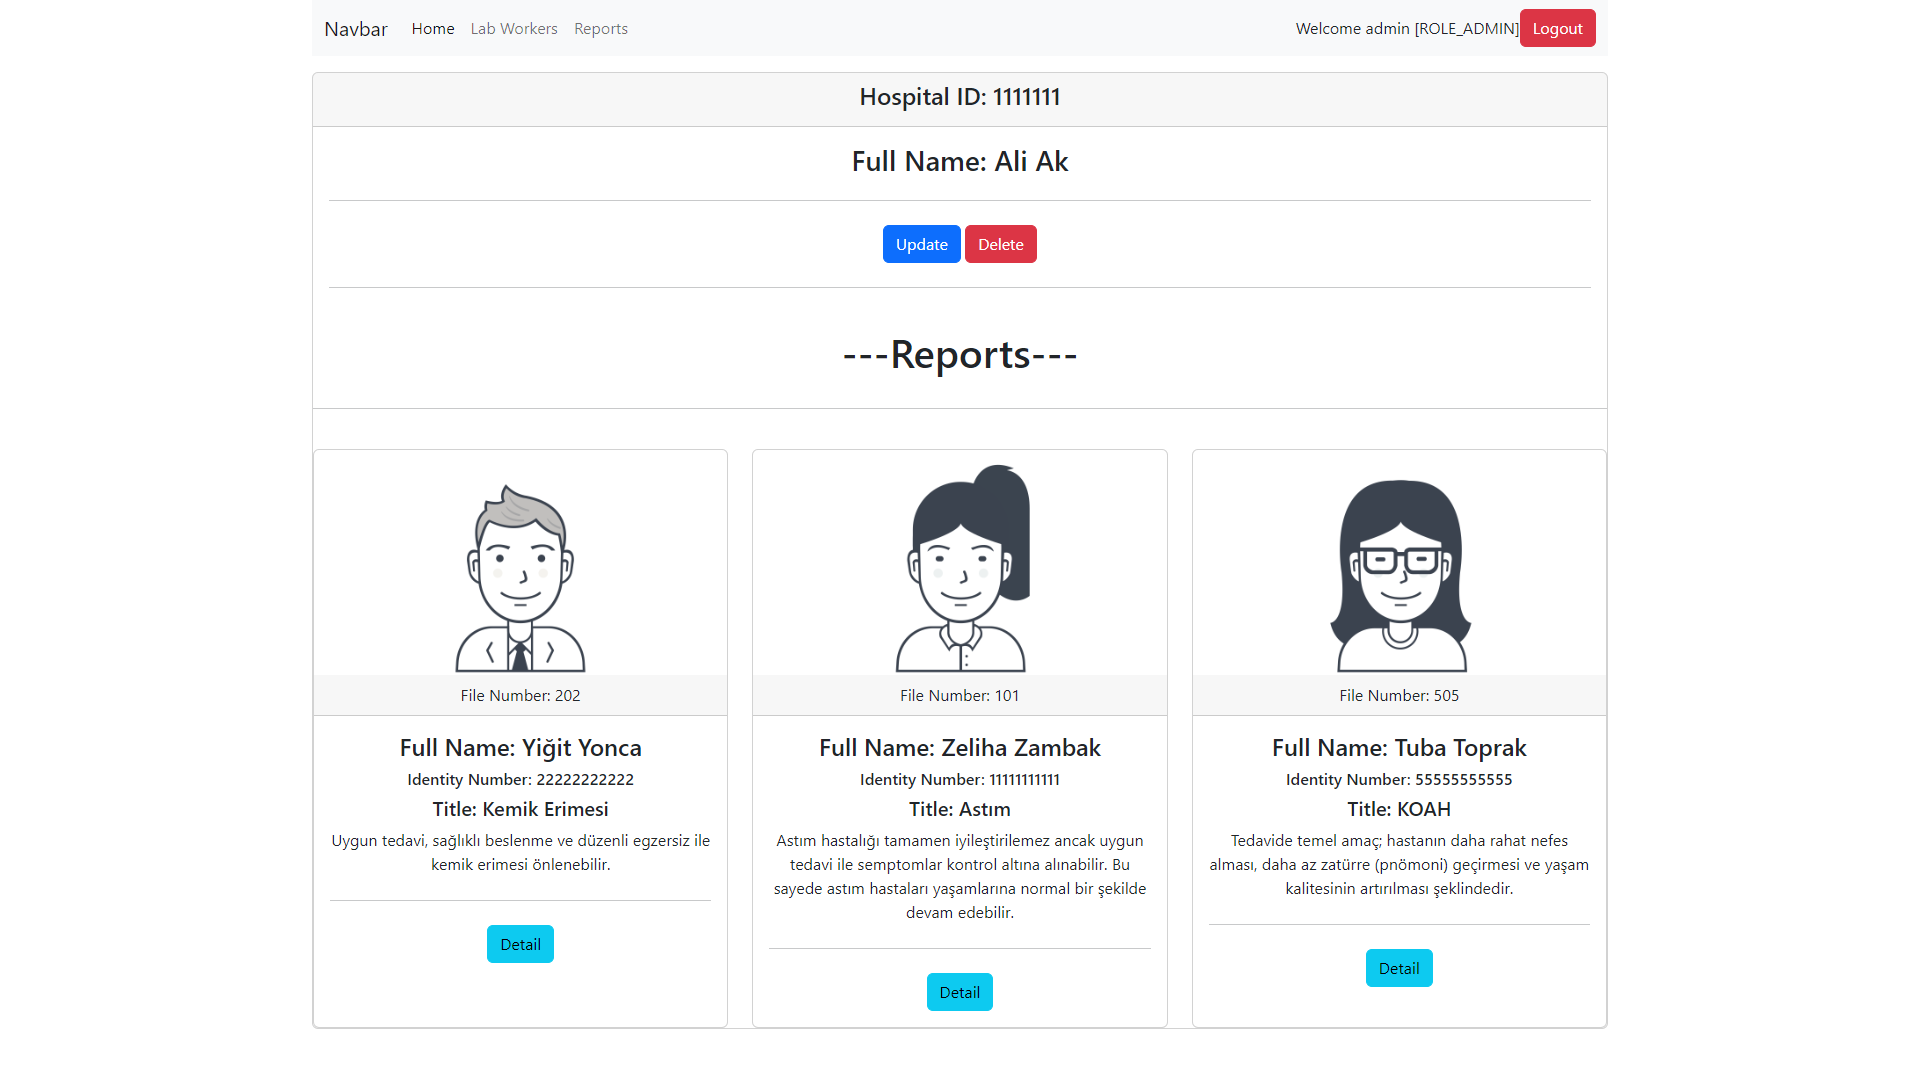 Navbar Home Lab Workers Reports Welcome admin [ROLE_ADMIN] Logout
Hospital ID: 1111111
Full Name: Ali Ak
Update Delete
---Reports---
File Number: 202
Full Name: Yiğit Yonca
Identity Number: 22222222222
Title: Kemik Erimesi
Uygun tedavi, sağlıklı beslenme ve düzenli egzersiz ile
kemik erimesi önlenebilir.
Detail
File Number: 101
Full Name: Zeliha Zambak
Identity Number: 11111111111
Title: Astım
Astım hastalığı tamamen iyileştirilemez ancak uygun
tedavi ile semptomlar kontrol altına alınabilir. Bu
sayede astım hastaları yaşamlarına normal bir şekilde
devam edebilir.
Detail
File Number: 505
Full Name: Tuba Toprak
Identity Number: 55555555555
Title: KOAH
Tedavide temel amaç; hastanın daha rahat nefes
alması, daha az zatürre (pnömoni) geçirmesi ve yaşam
kalitesinin artırılması şeklindedir.
Detail